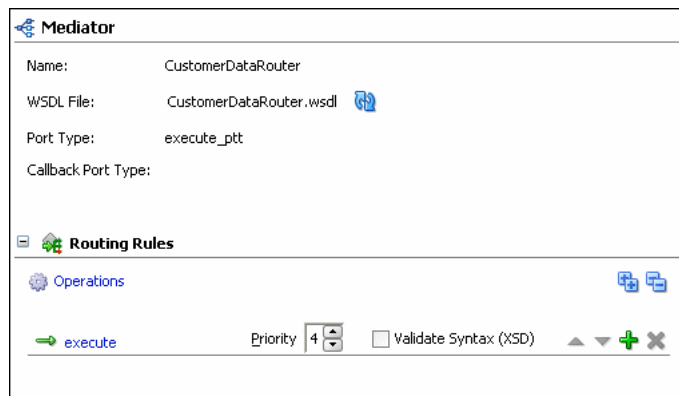 Mediator
Name: CustomerDataRouter
WSDL File: CustomerDataRouter.wsdl
Port Type: execute_ptt
Callback Port Type:
Routing Rules
Operations
execute Priority 4 Validate Syntax (XSD)